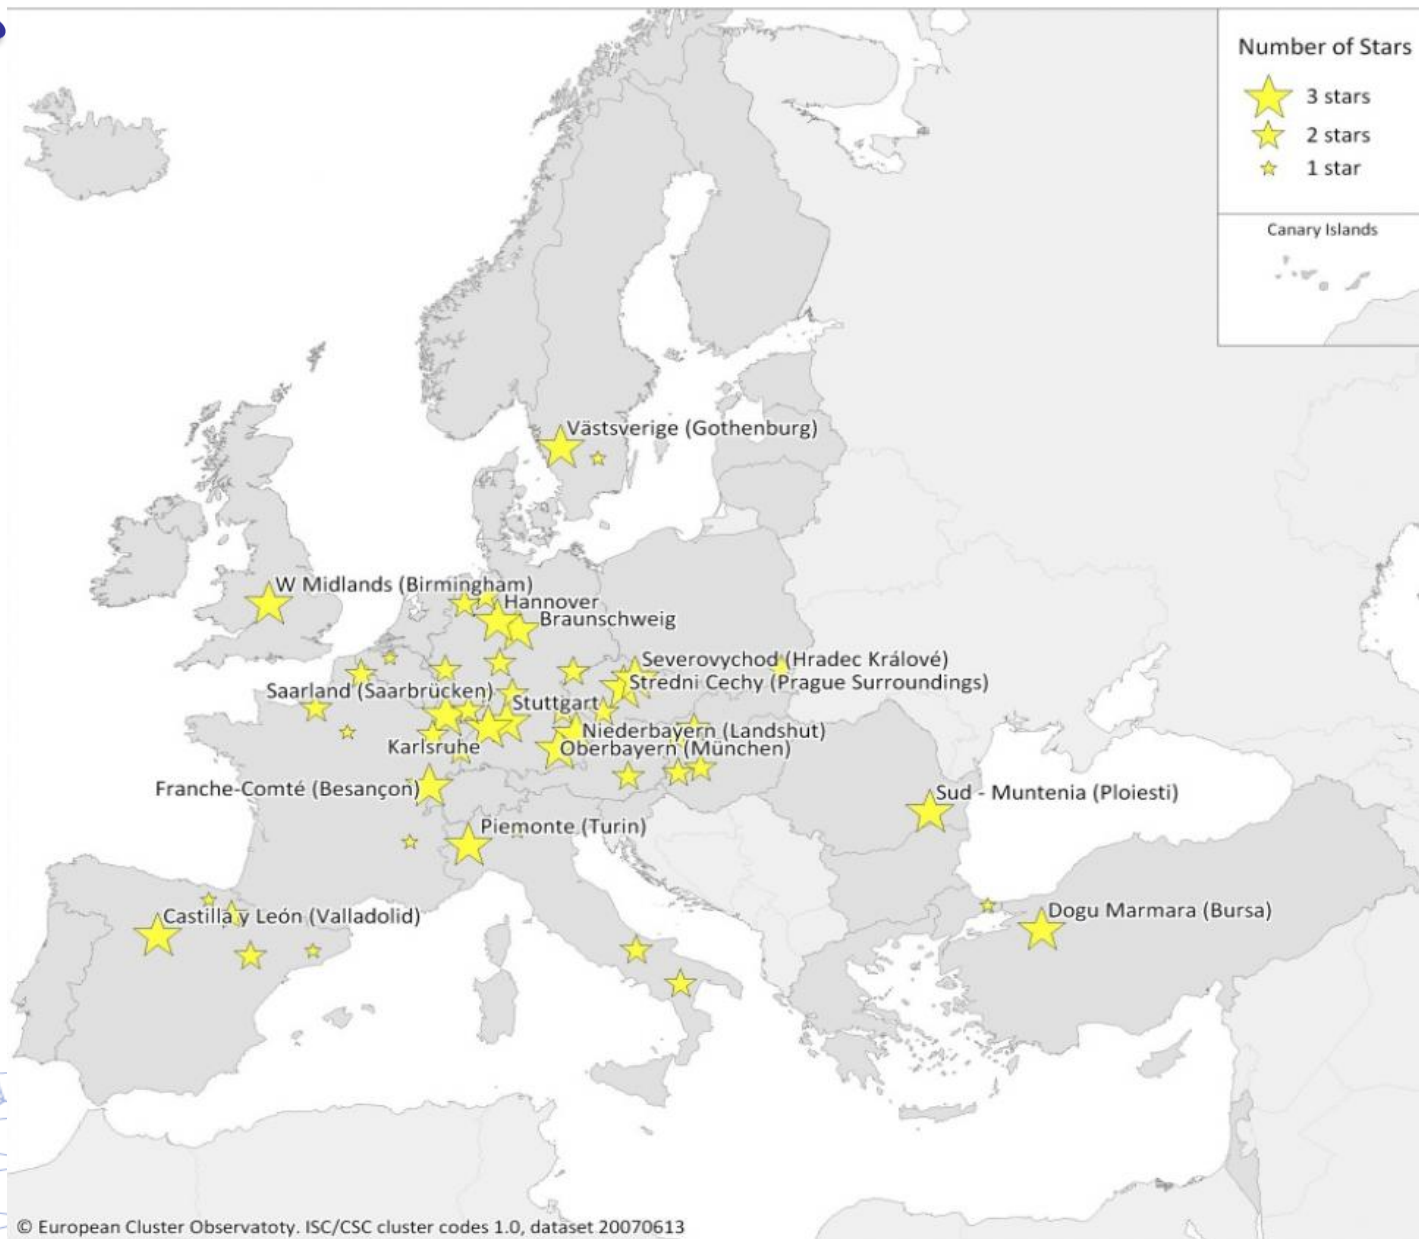 Number of Stars
3 stars
2 stars
1 star
Canary Islands
Västsverige (Gothenburg)
W Midlands (Birmingham)
Hannover
Braunschweig
Severovychod (Hradec Králové)
Stredni Cechy (Prague Surroundings)
Saarland (Saarbrücken)
Stuttgart
Niederbayern (Landshut)
Karlsruhe
Oberbayern (München)
Franche-Comté (Besançon)
Sud - Muntenia (Ploiesti)
Piemonte (Turin)
Castilla y León (Valladolid)
Dogu Marmara (Bursa)
© European Cluster Observatoty. ISC/CSC cluster codes 1.0, dataset 20070613